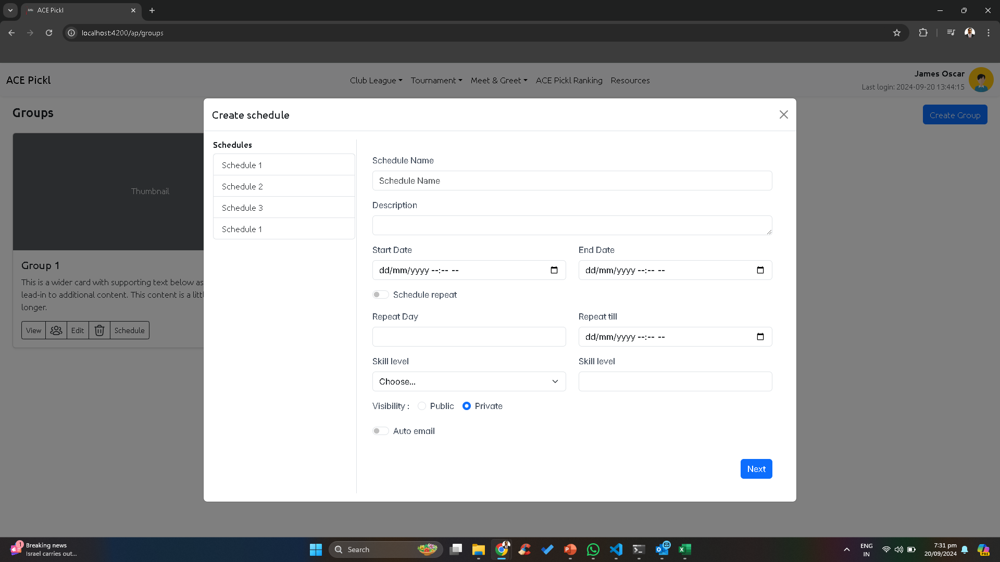 ACE Pickl
localhost:4200/ap/groups
ACE Pickl
Club League
Tournament
Meet & Greet
ACE Pickl Ranking
Resources
James Oscar
Last login: 2024-09-20 13:44:15
Groups
Create Group
Thumbnail
Group 1
This is a wider card with supporting text below as
lead-in to additional content. This content is a litt
longer.
View
Edit
Schedule
Create schedule
Schedules
Schedule 1
Schedule 2
Schedule 3
Schedule 1
Schedule Name
Schedule Name
Description
Start Date
End Date
dd/mm/yyyy --:-- --
dd/mm/yyyy --:-- --
Schedule repeat
Repeat Day
Repeat till
dd/mm/yyyy --:-- --
Skill level
Skill level
Choose...
Visibility :
Public
Private
Auto email
Next
1
Breaking news
Israel carries out...
Search
ENG
IN
7:31 pm
20/09/2024
PRE